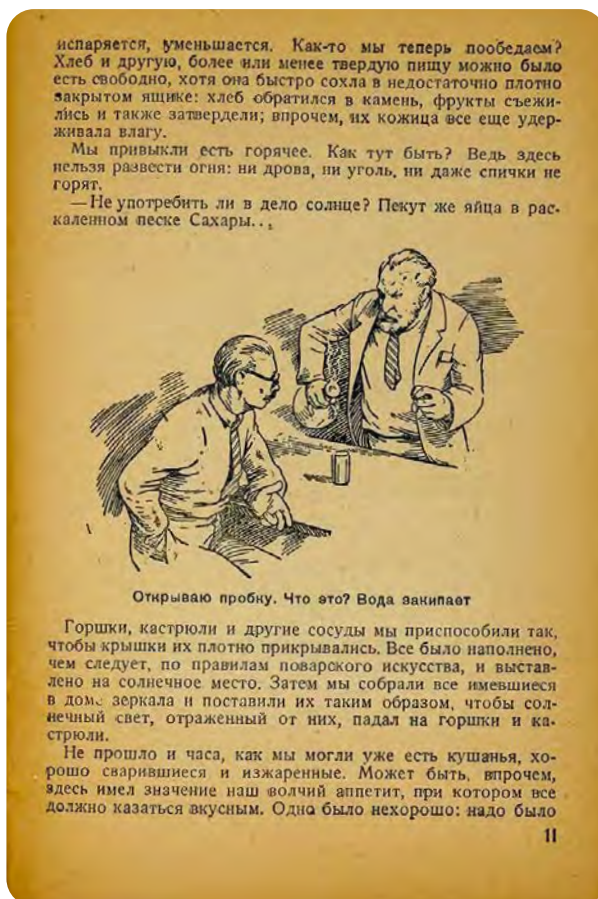 испаряется, уменьшается. Как-то мы теперь пообедаем?
Хлеб и другую, более или менее твердую пищу можно было
есть свободно, хотя она быстро сохла в недостаточно плотно
закрытом ящике: хлеб обратился в камень, фрукты съежи-
лись и также затвердели; впрочем, их кожица все еще удер-
живала влагу.
Мы привыкли есть горячее. Как тут быть? Ведь здесь
нельзя развести огня: ни дрова, ни уголь, ни даже спички не
горят.
— Не употребить ли в дело солнце? Пекут же яйца в рас-
каленном песке Сахары...
Открываю пробку. Что это? Вода закипает
Горшки, кастрюли и другие сосуды мы приспособили так,
чтобы крышки их плотно прикрывались. Все было наполнено,
чем следует, по правилам поварского искусства, и выстав-
лено на солнечное место. Затем мы собрали все имевшиеся
в доме зеркала и поставили их таким образом, чтобы сол-
нечный свет, отраженный от них, падал на горшки и ка-
стрюли.
Не прошло и часа, как мы могли уже есть кушанья, хо-
рошо сварившиеся и изжаренные. Может быть, впрочем,
здесь имел значение наш волчий аппетит, при котором все
должно казаться вкусным. Одно было нехорошо: надо было
11